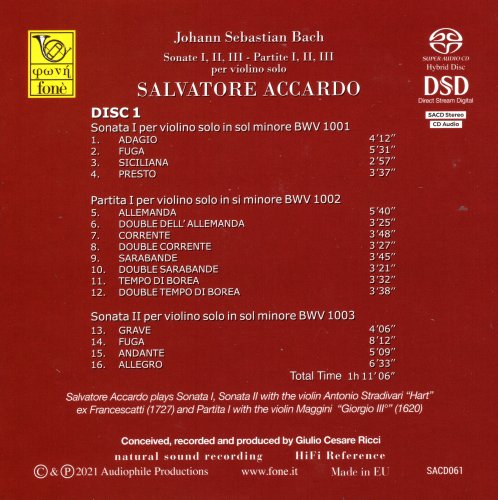 Johann Sebastian Bach
Sonate I, II, III - Partite I, II, III
per violino solo
SALVATORE ACCARDO
φωνή
fonè
SUPER AUDIO CD
Hybrid Disc
DSD
Direct Stream Digital
SACD Stereo
CD Audio
DISC 1
Sonata I per violino solo in sol minore BWV 1001
1. ADAGIO 4'12"
2. FUGA 5'31"
3. SICILIANA 2'57"
4. PRESTO 3'37"
Partita I per violino solo in si minore BWV 1002
5. ALLEMANDA 5'40"
6. DOUBLE DELL'ALLEMANDA 3'25"
7. CORRENTE 3'48"
8. DOUBLE CORRENTE 3'27"
9. SARABANDE 3'45"
10. DOUBLE SARABANDE 3'21"
11. TEMPO DI BOREA 3'32"
12. DOUBLE TEMPO DI BOREA 3'38"
Sonata II per violino solo in sol minore BWV 1003
13. GRAVE 4'06"
14. FUGA 8'12"
15. ANDANTE 5'09"
16. ALLEGRO 6'33"
Total Time 1h 11'06"
Salvatore Accardo plays Sonata I, Sonata II with the violin Antonio Stradivari "Hart"
ex Francescatti (1727) and Partita I with the violin Maggini "Giorgio III°" (1620)
Conceived, recorded and produced by Giulio Cesare Ricci
natural sound recording HiFi Reference
© & ℗ 2021 Audiophile Productions www.fone.it Made in EU SACD061